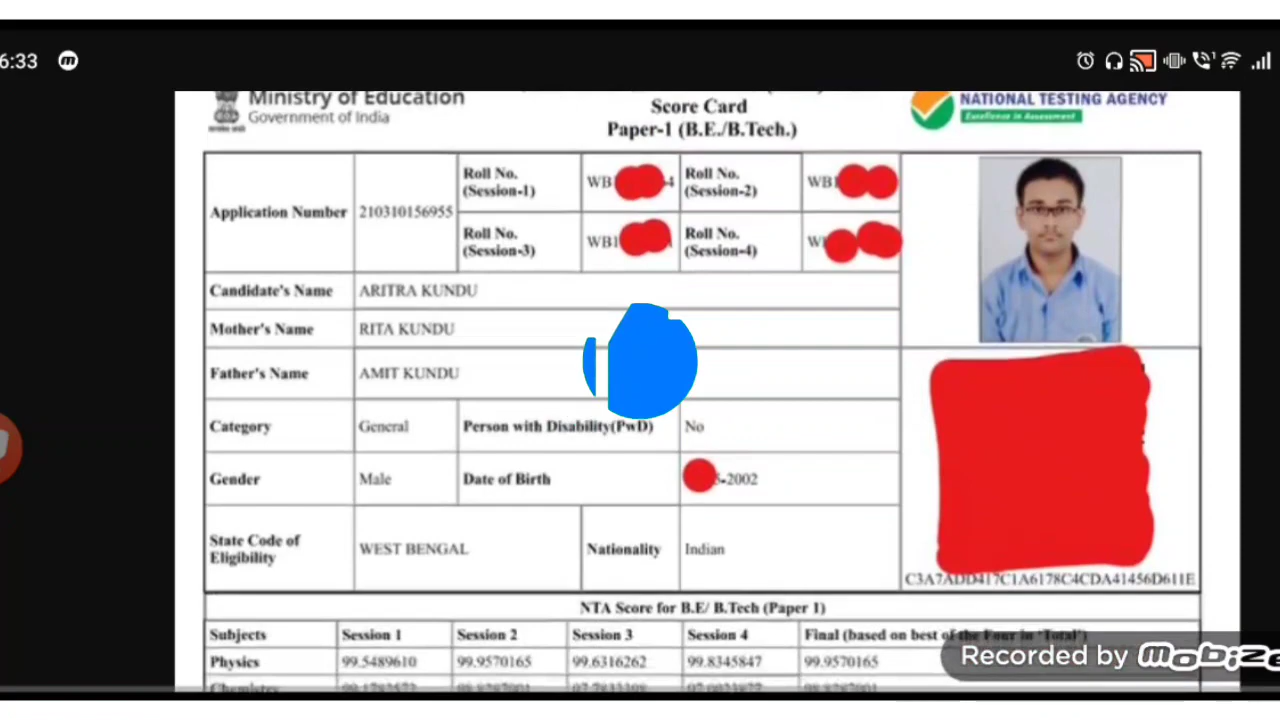 6:33
Ministry of Education
Government of India
Score Card
Paper-1 (B.E./B.Tech.)
NATIONAL TESTING AGENCY
Excellence in Assessment
Application Number 210310156955
Roll No. (Session-1) WB 4 Roll No. (Session-2) WB1
Roll No. (Session-3) WB1 Roll No. (Session-4)
Candidate's Name ARITRA KUNDU
Mother's Name RITA KUNDU
Father's Name AMIT KUNDU
Category General Person with Disability(PwD) No
Gender Male Date of Birth -2002
State Code of Eligibility WEST BENGAL Nationality Indian
C3A7ADD417C1A6178C4CDA41456D611E
NTA Score for B.E/ B.Tech (Paper 1)
Subjects Session 1 Session 2 Session 3 Session 4 Final (based on best of the Four in 'Total')
Physics 99.5489610 99.9570165 99.6316262 99.8345847 99.9570165
Chemistry
Recorded by